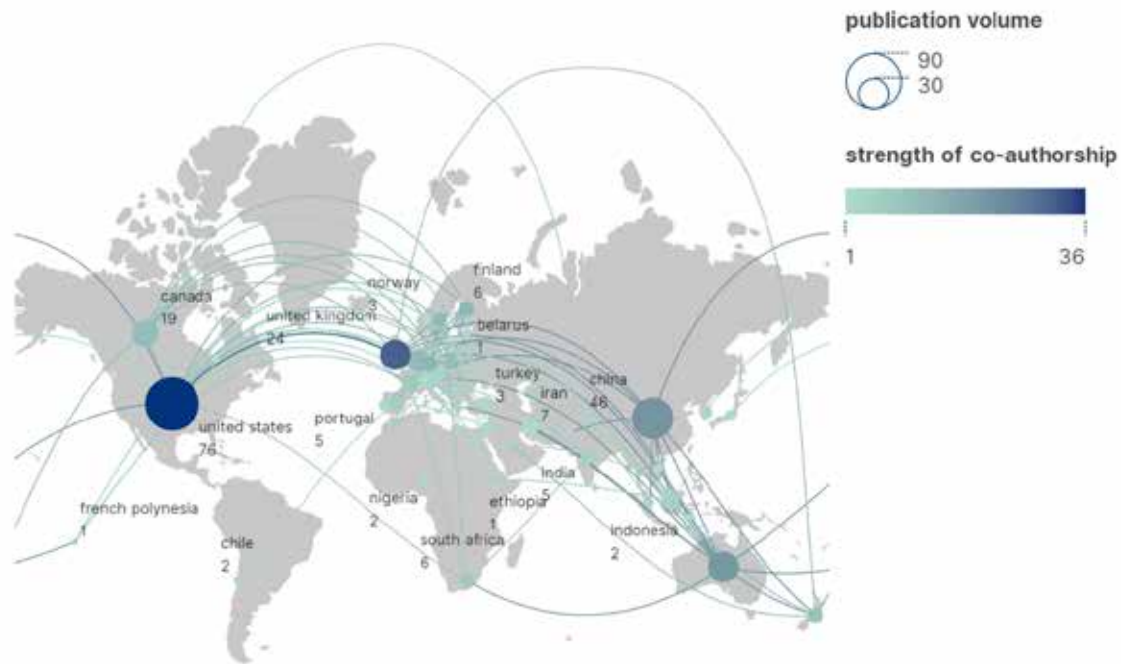 publication volume
90
30
strength of co-authorship
1
36
finland
6
norway
3
canada
19
united kingdom
24
belarus
1
turkey
3
china
46
iran
7
portugal
5
united states
76
india
5
nigeria
2
ethiopia
1
french polynesia
1
indonesia
2
south africa
6
chile
2